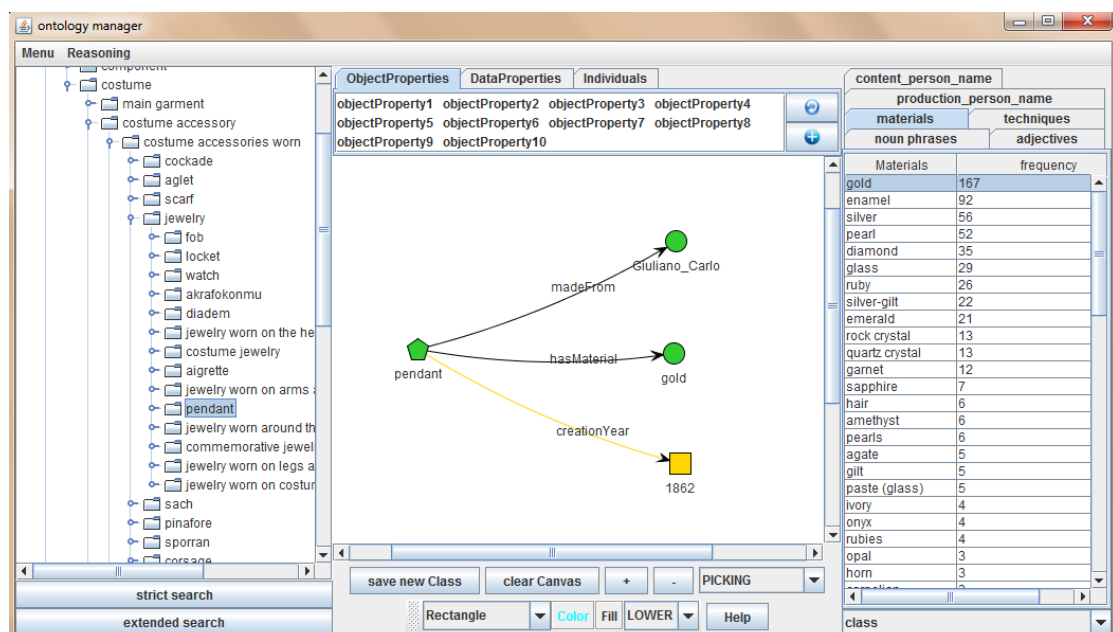 ontology manager
Menu Reasoning
component
costume
main garment
costume accessory
costume accessories worn
cockade
aglet
scarf
jewelry
fob
locket
watch
akrafokonmu
diadem
jewelry worn on the he
costume jewelry
aigrette
jewelry worn on arms a
pendant
jewelry worn around th
commemorative jewel
jewelry worn on legs a
jewelry worn on costur
sach
pinafore
sporran
corsage
strict search
extended search
ObjectProperties DataProperties Individuals
objectProperty1 objectProperty2 objectProperty3 objectProperty4
objectProperty5 objectProperty6 objectProperty7 objectProperty8
objectProperty9 objectProperty10
Giuliano_Carlo
madeFrom
hasMaterial
pendant
gold
creationYear
1862
save new Class clear Canvas + - PICKING
Rectangle Color Fill LOWER Help
content_person_name
production_person_name
materials techniques
noun phrases adjectives
Materials frequency
gold 167
enamel 92
silver 56
pearl 52
diamond 35
glass 29
ruby 26
silver-gilt 22
emerald 21
rock crystal 13
quartz crystal 13
garnet 12
sapphire 7
hair 6
amethyst 6
pearls 6
agate 5
gilt 5
paste (glass) 5
ivory 4
onyx 4
rubies 4
opal 3
horn 3
class